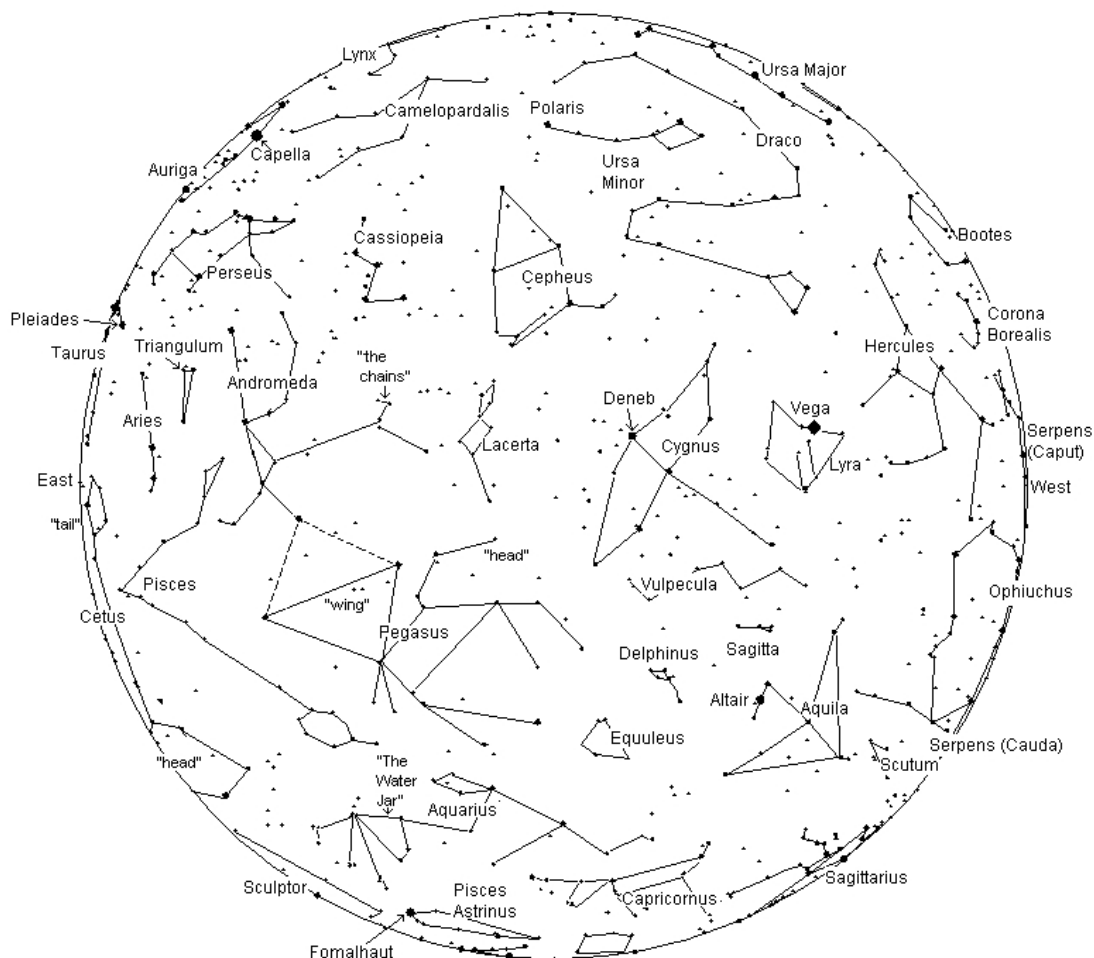 Lynx
Ursa Major
Camelopardalis
Polaris
Draco
Capella
Auriga
Ursa
Minor
Cassiopeia
Bootes
Perseus
Cepheus
Pleiades
Corona
Borealis
Taurus
Triangulum
Hercules
"the
chains"
Andromeda
Deneb
Vega
Aries
Lacerta
Cygnus
Lyra
Serpens
(Caput)
East
West
"tail"
"head"
Pisces
Vulpecula
Ophiuchus
Cetus
"wing"
Pegasus
Delphinus
Sagitta
Altair
Aquila
Equuleus
Serpens (Cauda)
"head"
"The
Water
Jar"
Scutum
Aquarius
Sagittarius
Sculptor
Pisces
Astrinus
Capricornus
Fomalhaut